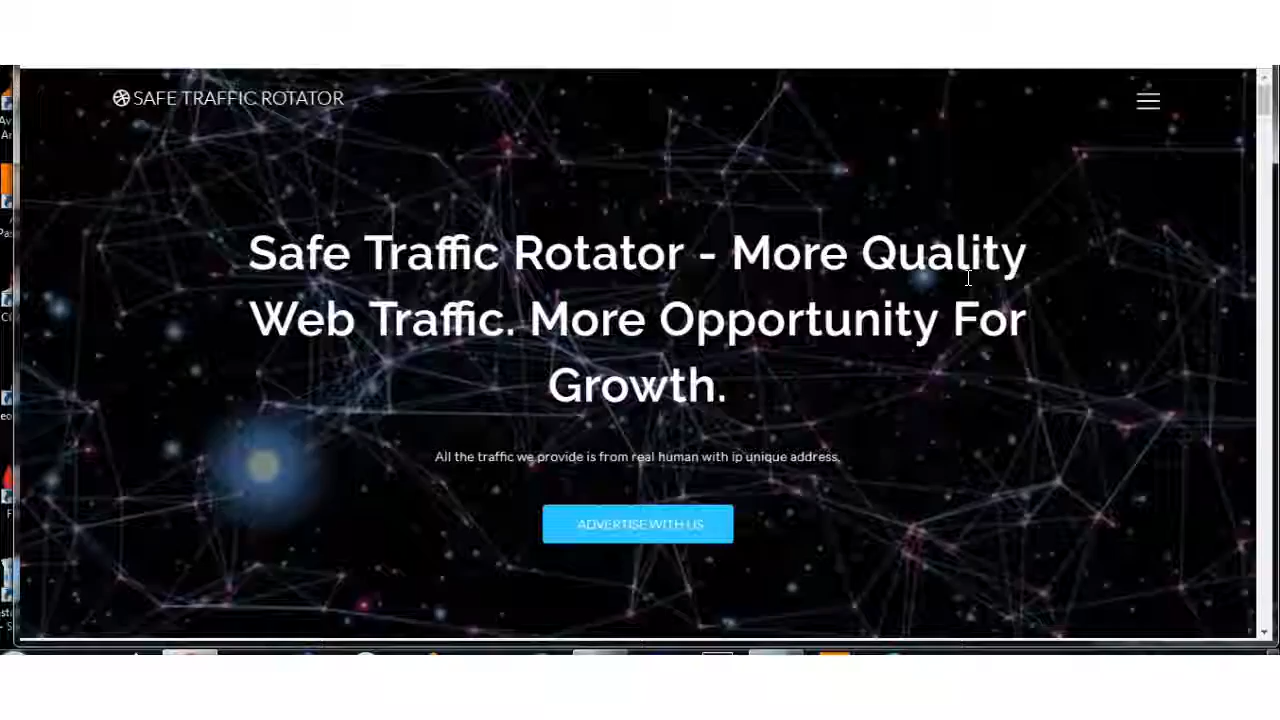 SAFE TRAFFIC ROTATOR
Safe Traffic Rotator - More Quality
Web Traffic. More Opportunity For
Growth.
All the traffic we provide is from real human with ip unique address.
ADVERTISE WITH US